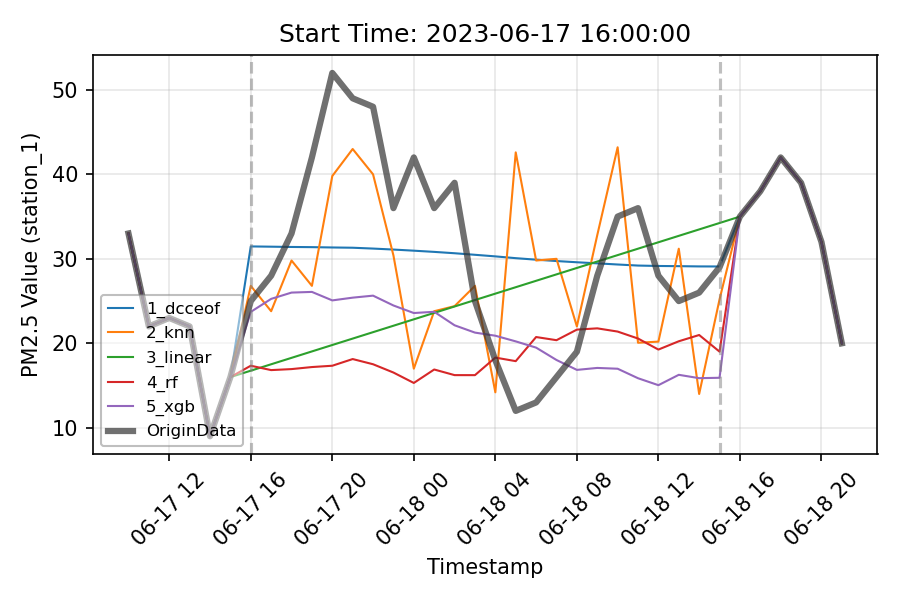 Start Time: 2023-06-17 16:00:00
PM2.5 Value (station_1)
50
40
30
20
10
1_dcceof
2_knn
3_linear
4_rf
5_xgb
OriginData
06-17 12
06-17 16
06-17 20
06-18 00
06-18 04
06-18 08
06-18 12
06-18 16
06-18 20
Timestamp